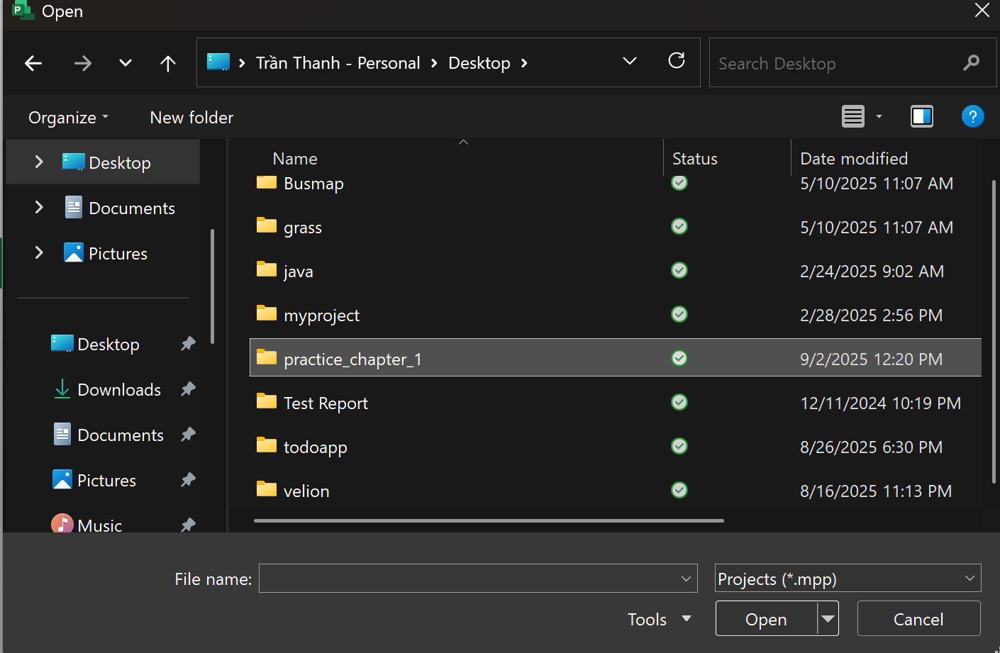 P
Open
Trần Thanh - Personal > Desktop >
Search Desktop
Organize
New folder
?
Desktop
Documents
Pictures
Desktop
Downloads
Documents
Pictures
Music
Name Status Date modified
Busmap 5/10/2025 11:07 AM
grass 5/10/2025 11:07 AM
java 2/24/2025 9:02 AM
myproject 2/28/2025 2:56 PM
practice_chapter_1 9/2/2025 12:20 PM
Test Report 12/11/2024 10:19 PM
todoapp 8/26/2025 6:30 PM
velion 8/16/2025 11:13 PM
File name:
Projects (*.mpp)
Tools
Open
Cancel